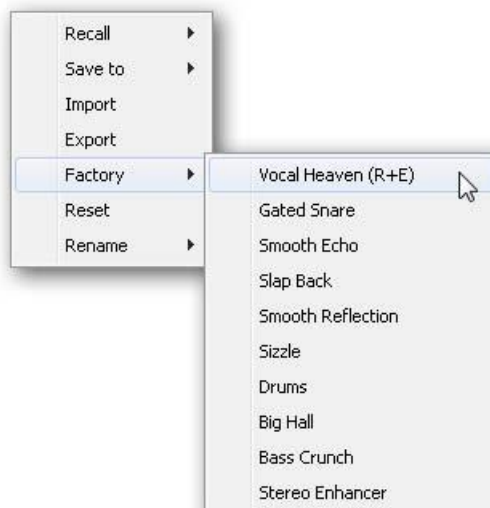 Recall
Save to
Import
Export
Factory
Reset
Rename
Vocal Heaven (R+E)
Gated Snare
Smooth Echo
Slap Back
Smooth Reflection
Sizzle
Drums
Big Hall
Bass Crunch
Stereo Enhancer